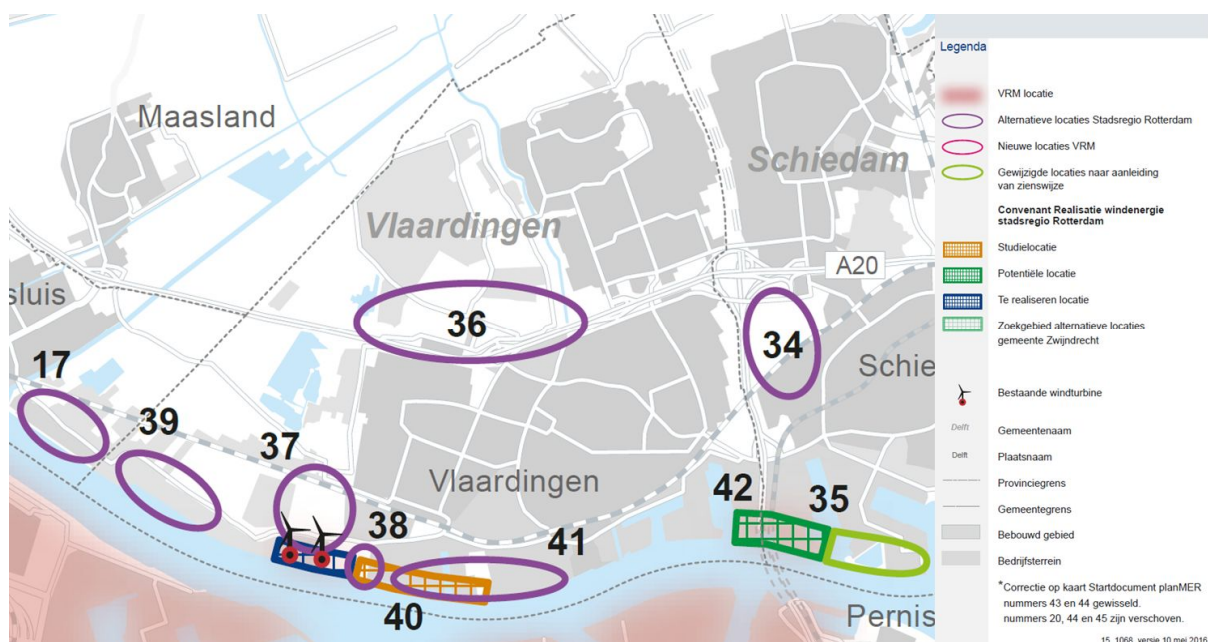 Maasland
Schiedam
Vlaardingen
A20
sluis
36
34
17
Schie
39
37
Vlaardingen
42
35
38
41
40
Pernis
Legenda
VRM locatie
Alternatieve locaties Stadsregio Rotterdam
Nieuwe locaties VRM
Gewijzigde locaties naar aanleiding
van zienswijze
Convenant Realisatie windenergie
stadsregio Rotterdam
Studielocatie
Potentiële locatie
Te realiseren locatie
Zoekgebied alternatieve locaties
gemeente Zwijndrecht
Bestaande windturbine
Delft Gemeentenaam
Delft Plaatsnaam
Provinciegrens
Gemeentegrens
Bebouwd gebied
Bedrijfsterrein
*Correctie op kaart Startdocument planMER
nummers 43 en 44 gewisseld.
nummers 20, 44 en 45 zijn verschoven.
15_1068 versie 10 mei 2016